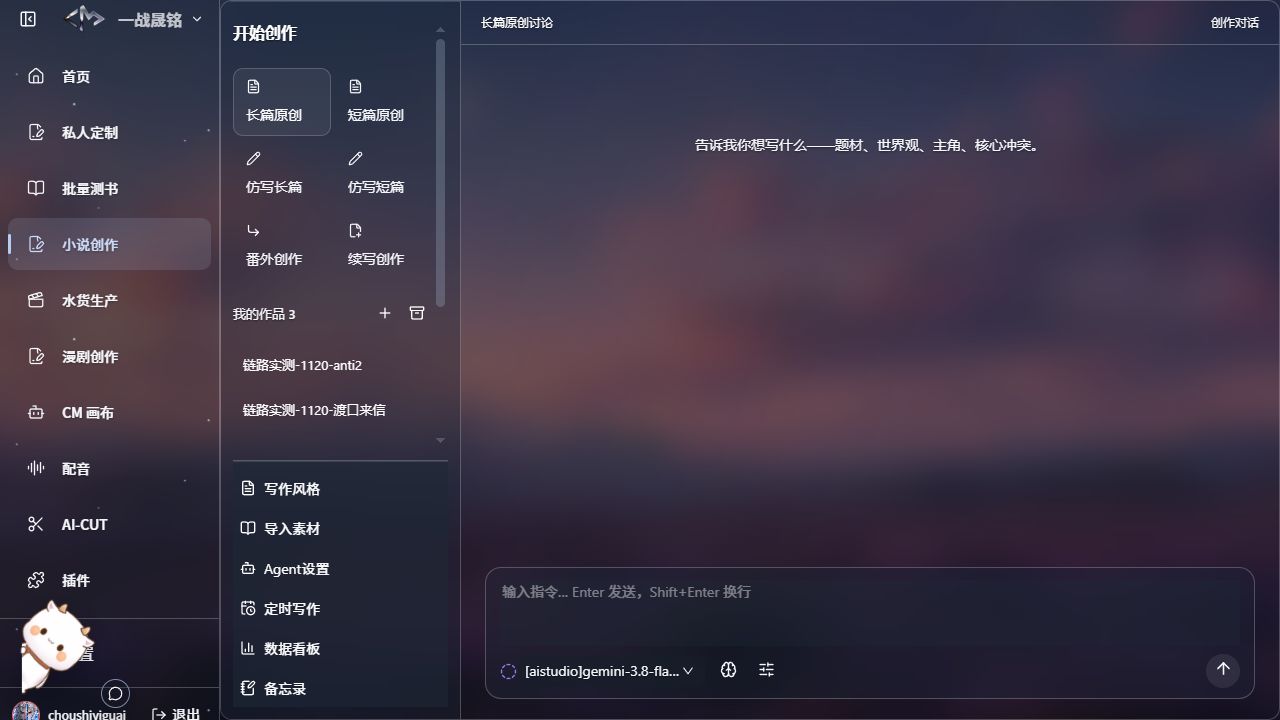 一战晟铭
首页
私人定制
批量测书
小说创作
水货生产
漫剧创作
CM 画布
配音
AI-CUT
插件
置
choushiyiguai
退出
开始创作
长篇原创
短篇原创
仿写长篇
仿写短篇
番外创作
续写创作
我的作品 3
链路实测-1120-anti2
链路实测-1120-渡口来信
写作风格
导入素材
Agent设置
定时写作
数据看板
备忘录
长篇原创讨论
创作对话
告诉我你想写什么——题材、世界观、主角、核心冲突。
输入指令... Enter 发送，Shift+Enter 换行
[aistudio]gemini-3.8-fla...